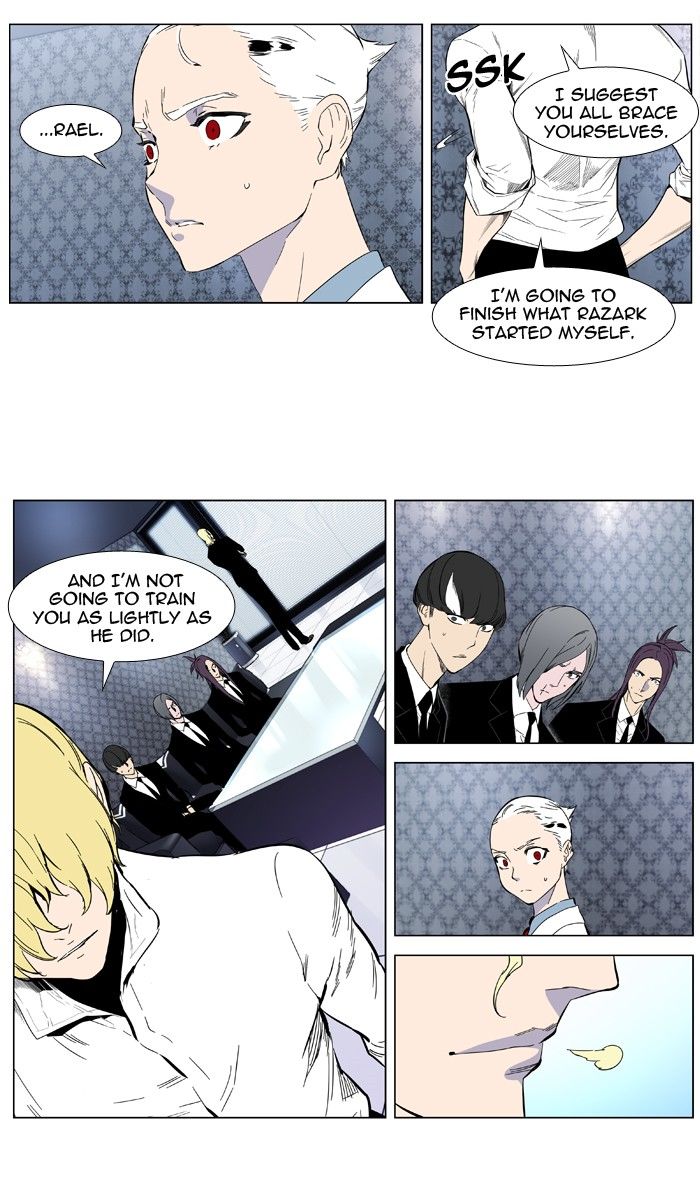 ...RAEL.
SSK
I SUGGEST
YOU ALL BRACE
YOURSELVES.
I'M GOING TO
FINISH WHAT RAZARK
STARTED MYSELF.
AND I'M NOT
GOING TO TRAIN
YOU AS LIGHTLY AS
HE DID.